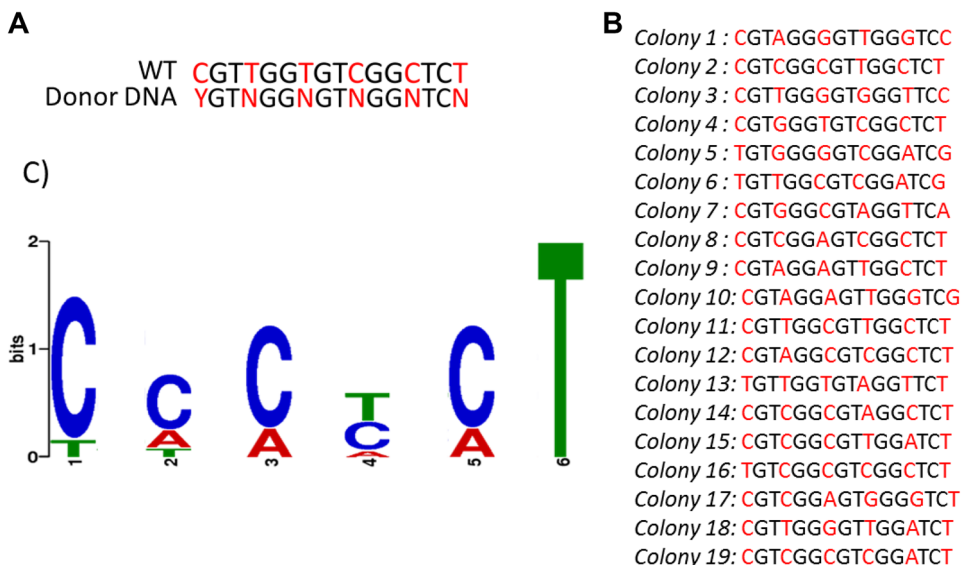 A
WT CGTTGGTGTCGGCTCT
Donor DNA YGTNGGNGTNGGNTCN
B
Colony 1 : CGTAGGGGTTGGGTCC
Colony 2 : CGTCGGCGTTGGCTCT
Colony 3 : CGTTGGGGTGGGTTCC
Colony 4 : CGTGGGTGTCGGCTCT
Colony 5 : TGTGGGGGTCGGATCG
Colony 6 : TGTTGGCGTCGGATCG
Colony 7 : CGTGGGCGTAGGTTCA
Colony 8 : CGTCGGAGTCGGCTCT
Colony 9 : CGTAGGAGTTGGCTCT
Colony 10: CGTAGGAGTTGGGTCG
Colony 11: CGTTGGCGTTGGCTCT
Colony 12: CGTAGGCGTCGGCTCT
Colony 13: TGTTGGTGTAGGTTCT
Colony 14: CGTCGGCGTAGGCTCT
Colony 15: CGTCGGCGTTGGATCT
Colony 16: TGTCGGCGTCGGCTCT
Colony 17: CGTCGGAGTGGGGTCT
Colony 18: CGTTGGGGTTGGATCT
Colony 19: CGTCGGCGTCGGATCT
C)
bits
2
1
0
C T
C A T
C A
T C A
C A
T
1 2 3 4 5 6